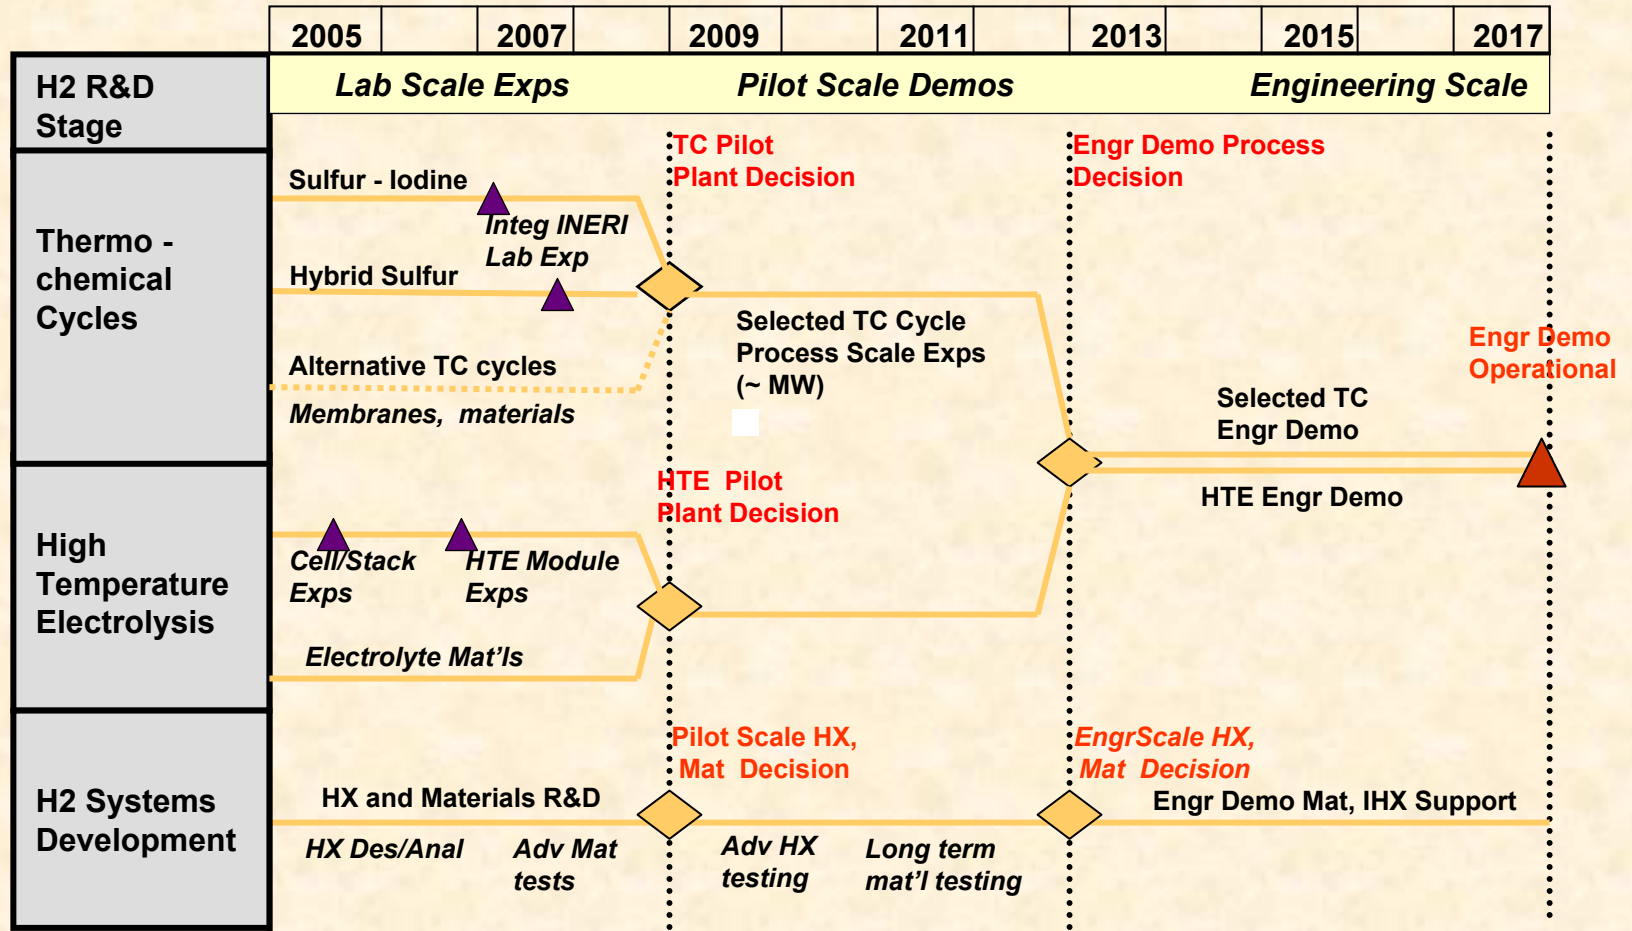 2005 2007 2009 2011 2013 2015 2017
H2 R&D
Stage
Lab Scale Exps
Pilot Scale Demos
Engineering Scale
TC Pilot
Plant Decision
Engr Demo Process
Decision
Thermo -
chemical
Cycles
Sulfur - Iodine
Integ INERI
Lab Exp
Hybrid Sulfur
Selected TC Cycle
Process Scale Exps
(~ MW)
Alternative TC cycles
Membranes, materials
Engr Demo
Operational
Selected TC
Engr Demo
HTE Engr Demo
HTE Pilot
Plant Decision
High
Temperature
Electrolysis
Cell/Stack
Exps
HTE Module
Exps
Electrolyte Mat'ls
Pilot Scale HX,
Mat Decision
EngrScale HX,
Mat Decision
H2 Systems
Development
HX and Materials R&D
Engr Demo Mat, IHX Support
HX Des/Anal
Adv Mat
tests
Adv HX
testing
Long term
mat'l testing